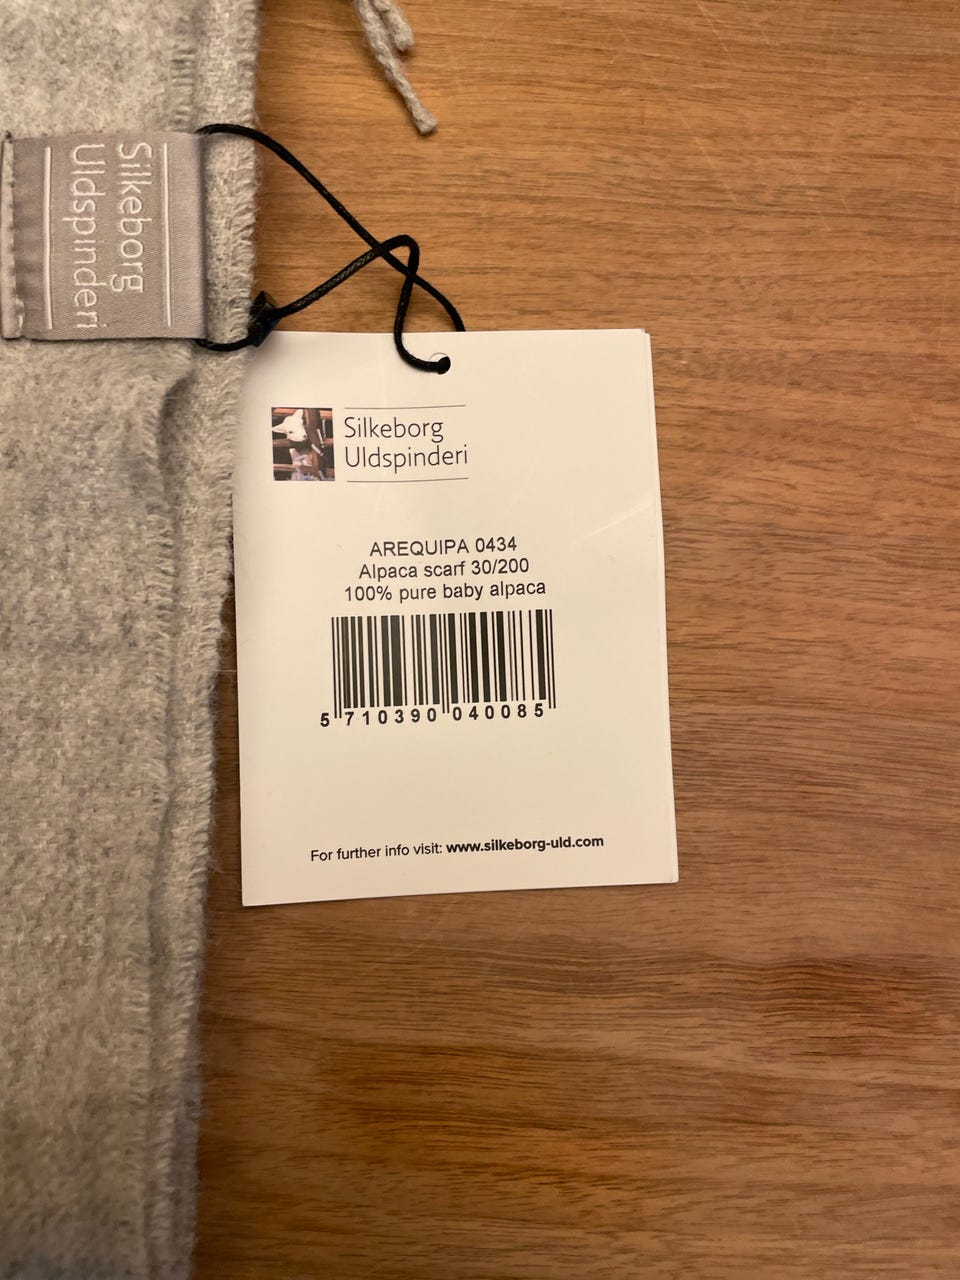 Silkeborg
Uldspinderi
Silkeborg
Uldspinderi
AREQUIPA 0434
Alpaca scarf 30/200
100% pure baby alpaca
5 710390 040085
For further info visit: www.silkeborg-uld.com